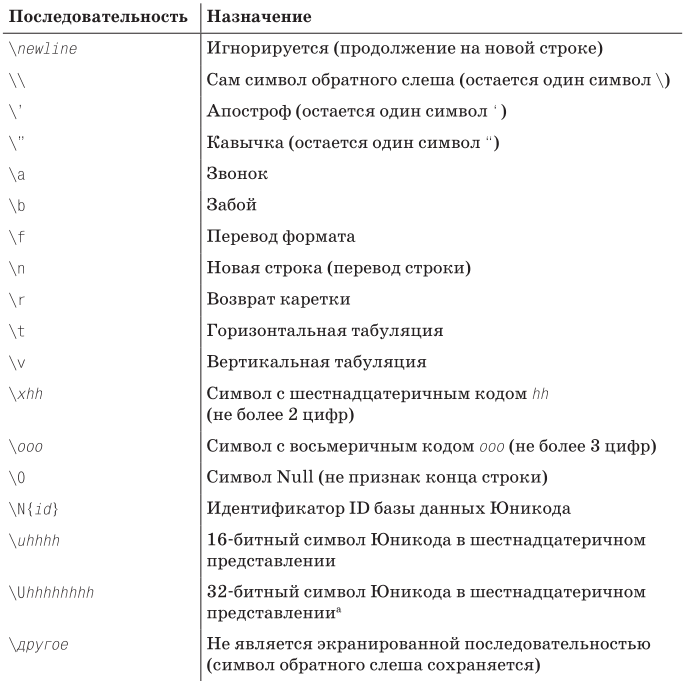 Последовательность Назначение
\newline Игнорируется (продолжение на новой строке)
\\ Сам символ обратного слеша (остается один символ \)
\' Апостроф (остается один символ ‘)
\" Кавычка (остается один символ “)
\a Звонок
\b Забой
\f Перевод формата
\n Новая строка (перевод строки)
\r Возврат каретки
\t Горизонтальная табуляция
\v Вертикальная табуляция
\xhh Символ с шестнадцатеричным кодом hh
(не более 2 цифр)
\ooo Символ с восьмеричным кодом ooo (не более 3 цифр)
\0 Символ Null (не признак конца строки)
\N{id} Идентификатор ID базы данных Юникода
\uhhhh 16-битный символ Юникода в шестнадцатеричном
представлении
\Uhhhhhhhh 32-битный символ Юникода в шестнадцатеричном
представленииª
\другое Не является экранированной последовательностью
(символ обратного слеша сохраняется)